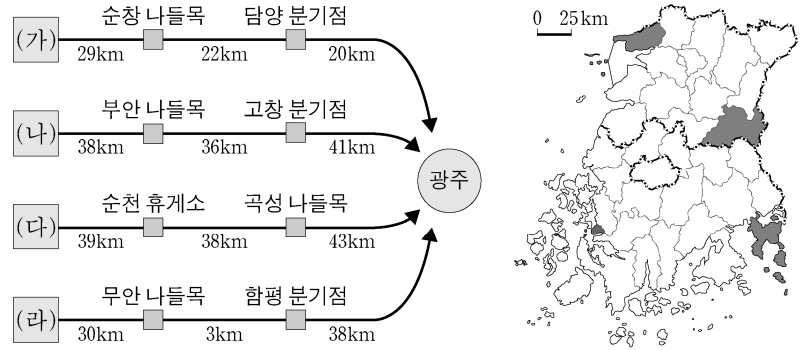 (가) 순창 나들목 담양 분기점
29km 22km 20km
(나) 부안 나들목 고창 분기점
38km 36km 41km
광주
(다) 순천 휴게소 곡성 나들목
39km 38km 43km
(라) 무안 나들목 함평 분기점
30km 3km 38km
0 25km